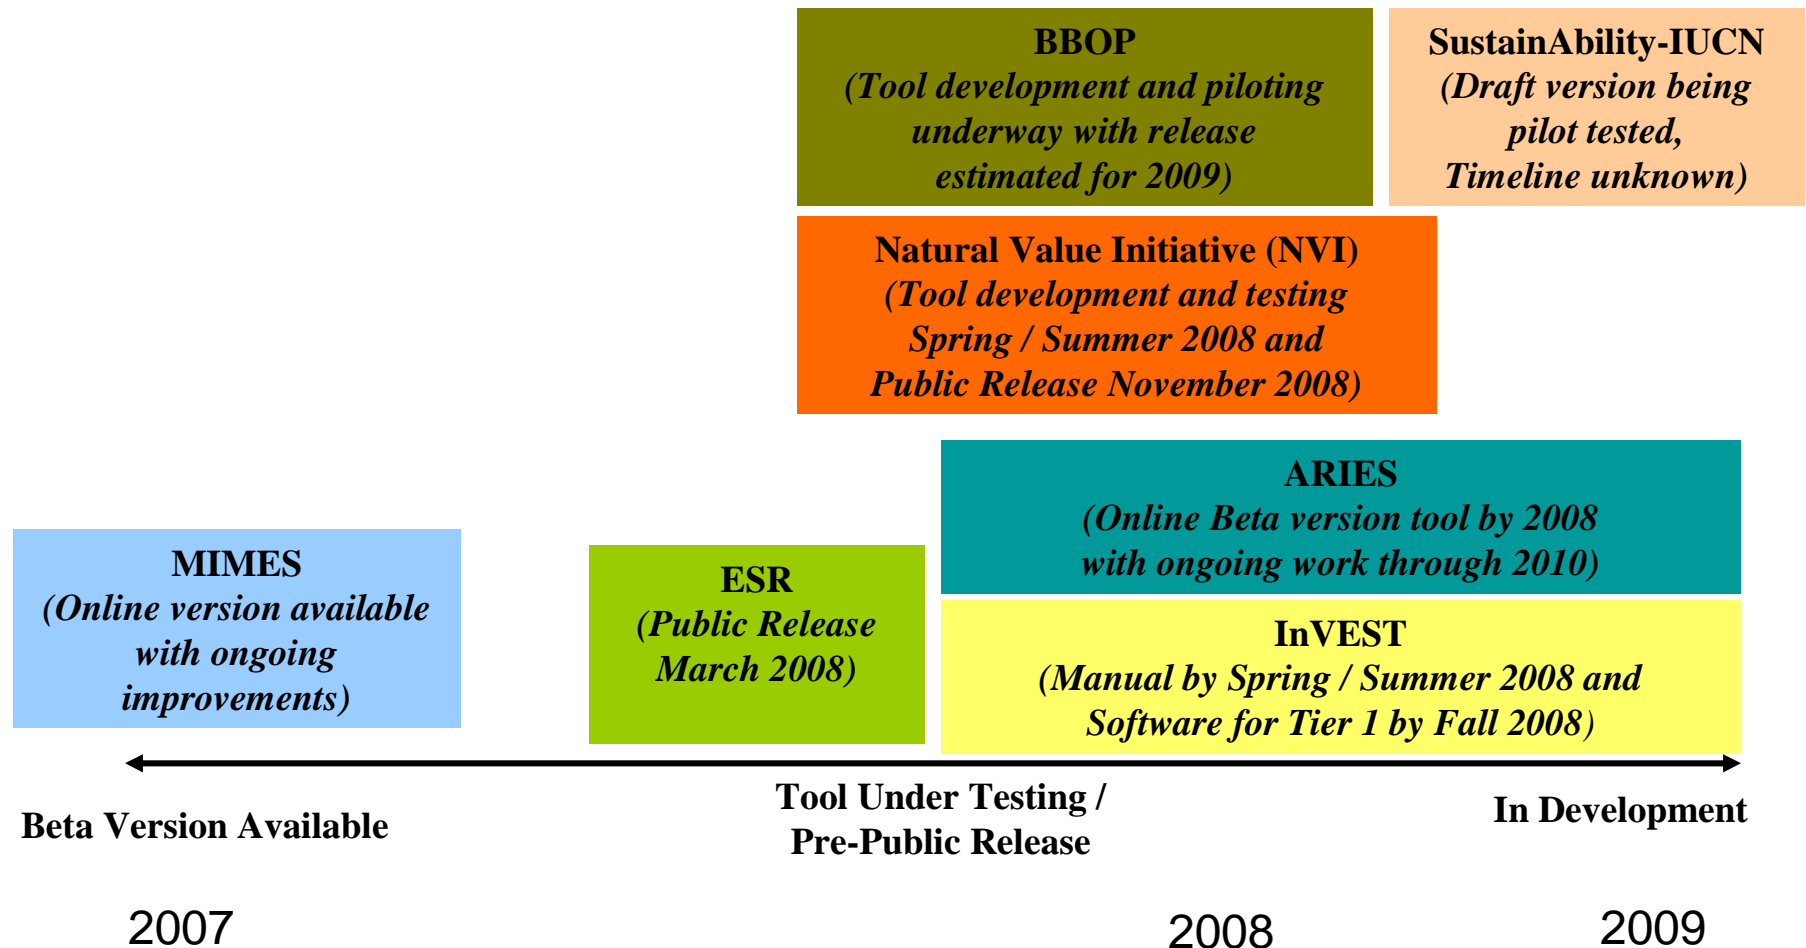 BBOP
(Tool development and piloting
underway with release
estimated for 2009)
SustainAbility-IUCN
(Draft version being
pilot tested,
Timeline unknown)
Natural Value Initiative (NVI)
(Tool development and testing
Spring / Summer 2008 and
Public Release November 2008)
ARIES
(Online Beta version tool by 2008
with ongoing work through 2010)
MIMES
(Online version available
with ongoing
improvements)
ESR
(Public Release
March 2008)
InVEST
(Manual by Spring / Summer 2008 and
Software for Tier 1 by Fall 2008)
Beta Version Available
Tool Under Testing /
Pre-Public Release
In Development
2007
2008
2009